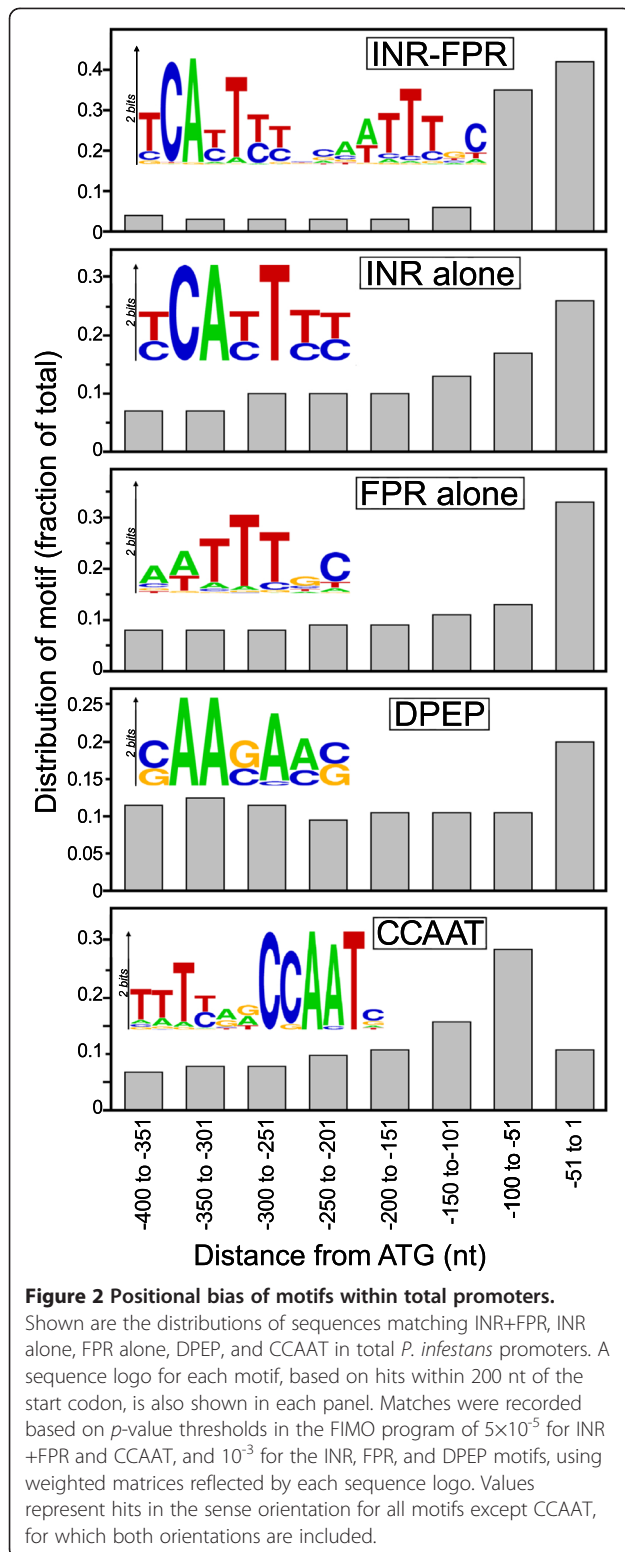 INR-FPR
2 bits
0.4
0.3
0.2
0.1
0
INR alone
2 bits
0.3
0.2
0.1
0
FPR alone
2 bits
0.3
0.2
0.1
0
DPEP
2 bits
0.25
0.2
0.15
0.1
0.05
0
CCAAT
2 bits
0.3
0.2
0.1
0
Distribution of motif (fraction of total)
-400 to -351
-350 to -301
-300 to -251
-250 to -201
-200 to -151
-150 to-101
-100 to -51
-51 to 1
Distance from ATG (nt)
Figure 2 Positional bias of motifs within total promoters.
Shown are the distributions of sequences matching INR+FPR, INR
alone, FPR alone, DPEP, and CCAAT in total P. infestans promoters. A
sequence logo for each motif, based on hits within 200 nt of the
start codon, is also shown in each panel. Matches were recorded
based on p-value thresholds in the FIMO program of 5×10⁻⁵ for INR
+FPR and CCAAT, and 10⁻³ for the INR, FPR, and DPEP motifs, using
weighted matrices reflected by each sequence logo. Values
represent hits in the sense orientation for all motifs except CCAAT,
for which both orientations are included.